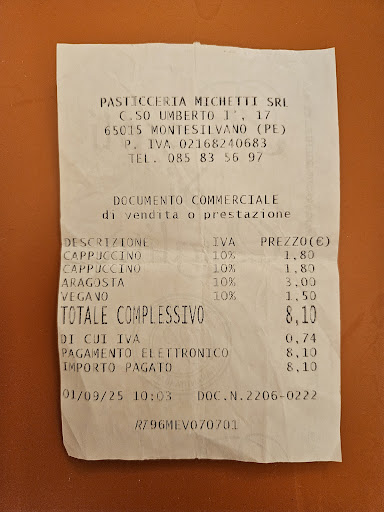 PASTICCERIA MICHETTI SRL
C.SO UMBERTO I', 17
65015 MONTESILVANO (PE)
P. IVA 02168240683
TEL. 085 83 56 97
DOCUMENTO COMMERCIALE
di vendita o prestazione
DESCRIZIONE IVA PREZZO(€)
CAPPUCCINO 10% 1,80
CAPPUCCINO 10% 1,80
ARAGOSTA 10% 3,00
VEGANO 10% 1,50
TOTALE COMPLESSIVO 8,10
DI CUI IVA 0,74
PAGAMENTO ELETTRONICO 8,10
IMPORTO PAGATO 8,10
01/09/25 10:03 DOC.N.2206-0222
RT96MEV070701